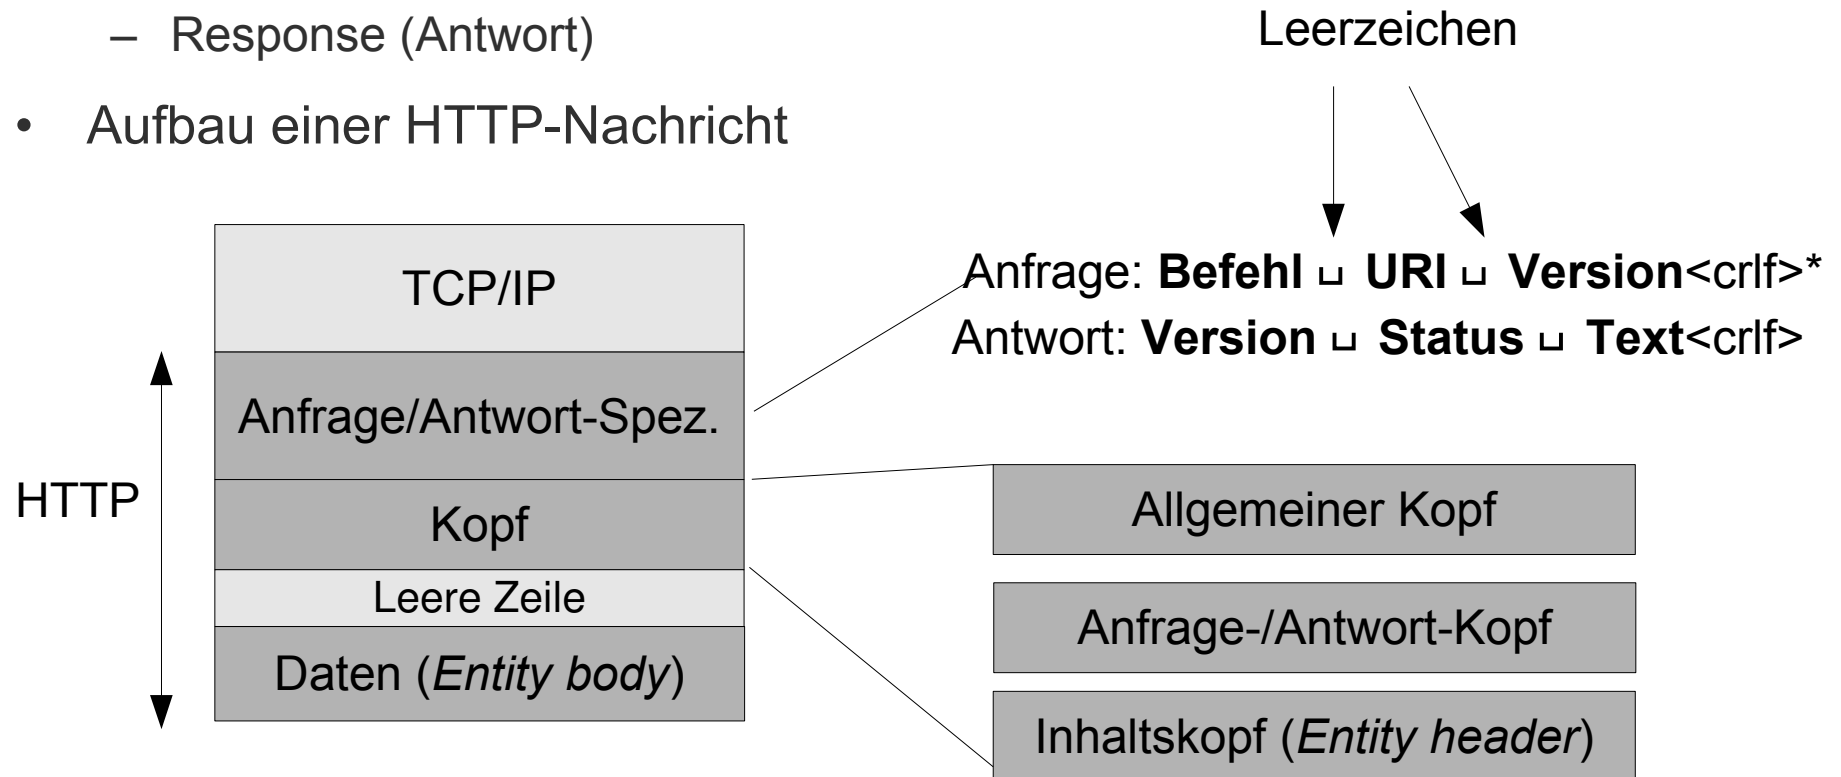 – Response (Antwort)
• Aufbau einer HTTP-Nachricht
Leerzeichen
Anfrage: Befehl ␣ URI ␣ Version<crlf>*
Antwort: Version ␣ Status ␣ Text<crlf>
TCP/IP
Anfrage/Antwort-Spez.
HTTP
Kopf
Leere Zeile
Daten (Entity body)
Allgemeiner Kopf
Anfrage-/Antwort-Kopf
Inhaltskopf (Entity header)